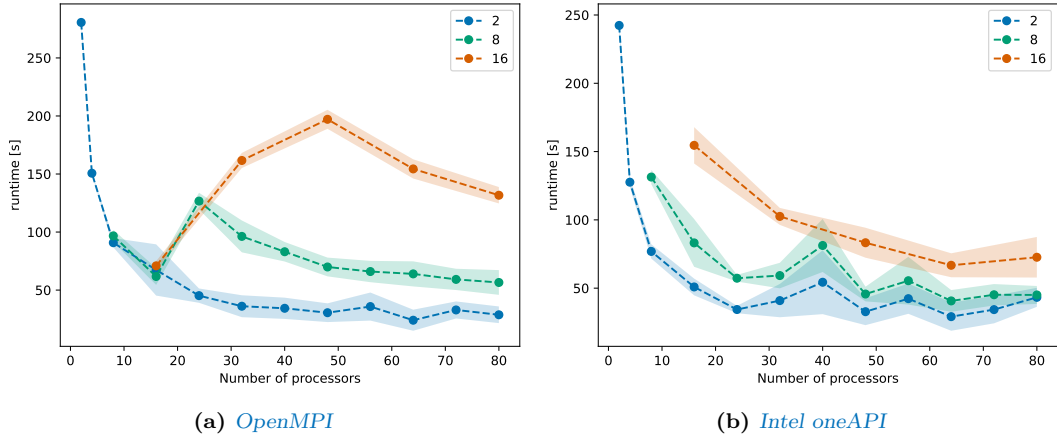 250
200
150
100
50
runtime [s]
0 10 20 30 40 50 60 70 80
Number of processors
2
8
16
(a) OpenMPI
250
200
150
100
50
runtime [s]
0 10 20 30 40 50 60 70 80
Number of processors
2
8
16
(b) Intel oneAPI